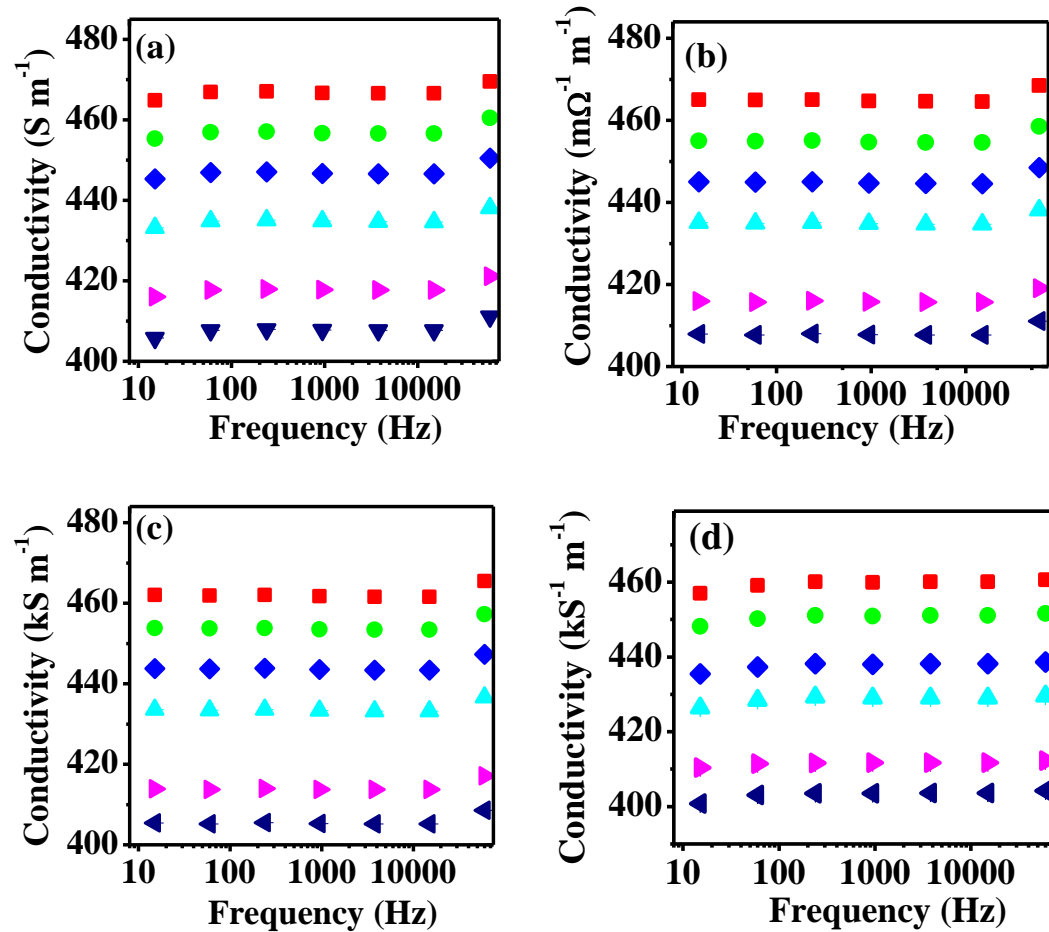 (a)
Conductivity (S m⁻¹)
480
460
440
420
400
10 100 1000 10000
Frequency (Hz)
(b)
Conductivity (mΩ⁻¹ m⁻¹)
480
460
440
420
400
10 100 1000 10000
Frequency (Hz)
(c)
Conductivity (kS m⁻¹)
480
460
440
420
400
10 100 1000 10000
Frequency (Hz)
(d)
Conductivity (kS⁻¹ m⁻¹)
460
440
420
400
10 100 1000 10000
Frequency (Hz)